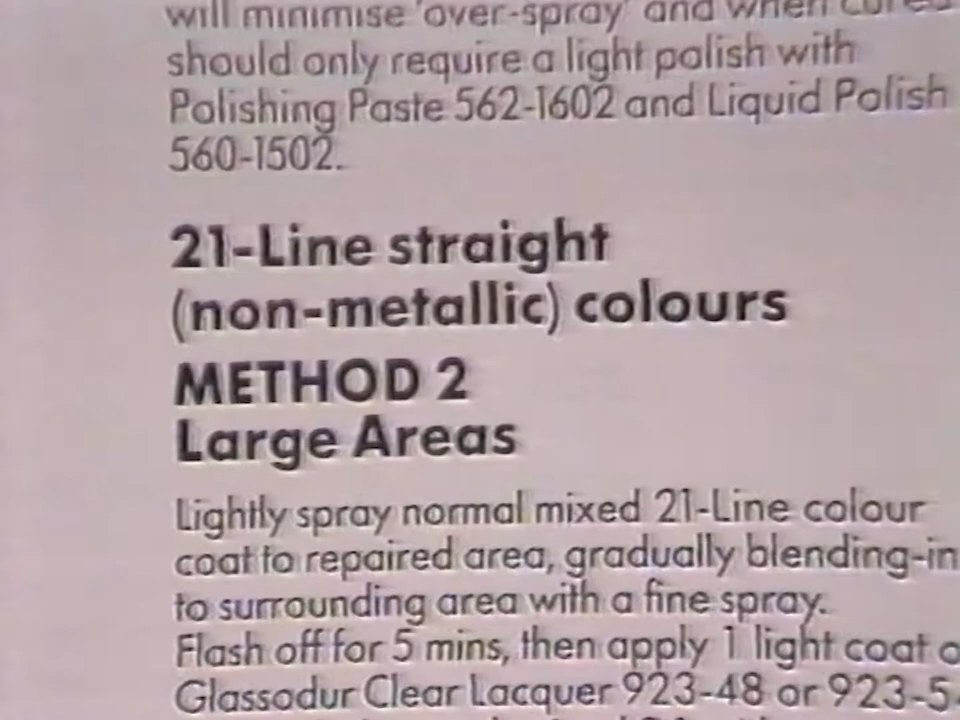 will minimise 'over-spray' and when cured
should only require a light polish with
Polishing Paste 562-1602 and Liquid Polish
560-1502.
21-Line straight
(non-metallic) colours
METHOD 2
Large Areas
Lightly spray normal mixed 21-Line colour
coat to repaired area, gradually blending-in
to surrounding area with a fine spray.
Flash off for 5 mins, then apply 1 light coat
Glassodur Clear Lacquer 923-48 or